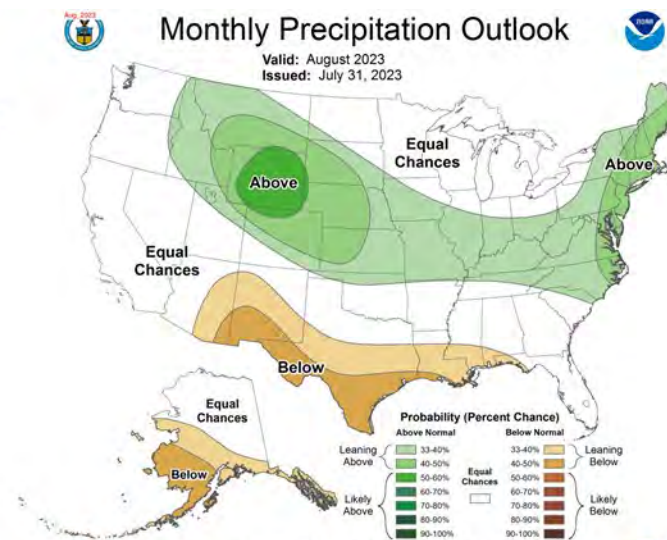 Aug, 2023
Monthly Precipitation Outlook
NOAA
Valid: August 2023
Issued: July 31, 2023
Equal
Chances
Above
Above
Equal
Chances
Below
Equal
Chances
Below
Probability (Percent Chance)
Above Normal
Below Normal
Leaning
Above
33-40%
40-50%
50-60%
60-70%
70-80%
80-90%
90-100%
Likely
Above
Equal
Chances
33-40%
40-50%
50-60%
60-70%
70-80%
80-90%
90-100%
Leaning
Below
Likely
Below